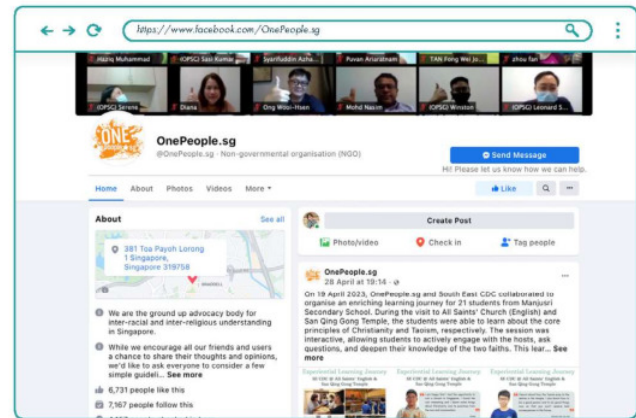 https://www.facebook.com/OnePeople.sg
Haziq Muhammad
(OPSG) Sasi Kumar
Syarifuddin Azha...
Puvan Ariaratnam
TAN Fong Wei Jo...
zhou fan
(OPSG) Serene
Diana
Ong Woor-Hsen
Mohd Nasim
(OPSG) Winston
(OPSG) Leonard S...
ONE
OnePeople.sg
@OnePeople.sg · Non-governmental organisation (NGO)
Send Message
Hi! Please let us know how we can help.
Home
About
Photos
Videos
More
Like
About
See all
381 Toa Payoh Lorong
1 Singapore,
Singapore 319758
We are the ground up advocacy body for
inter-racial and inter-religious understanding
in Singapore.
While we encourage all our friends and users
a chance to share their thoughts and opinions,
we'd like to ask everyone to consider a few
simple guideli... See more
6,731 people like this
7,167 people follow this
Create Post
Photo/video
Check in
Tag people
OnePeople.sg
28 April at 19:14 ·
On 19 April 2023, OnePeople.sg and South East CDC collaborated to
organise an enriching learning journey for 21 students from Manjusri
Secondary School. During the visit to All Saints' Church (English) and
San Qing Gong Temple, the students were able to learn about the core
principles of Christianity and Taoism, respectively. The session was
interactive, allowing students to actively engage with the hosts, ask
questions, and deepen their knowledge of the two faiths. This lear... See
more
Experiential Learning Journey
Experiential Learning Journey
Experiential Learning Journey